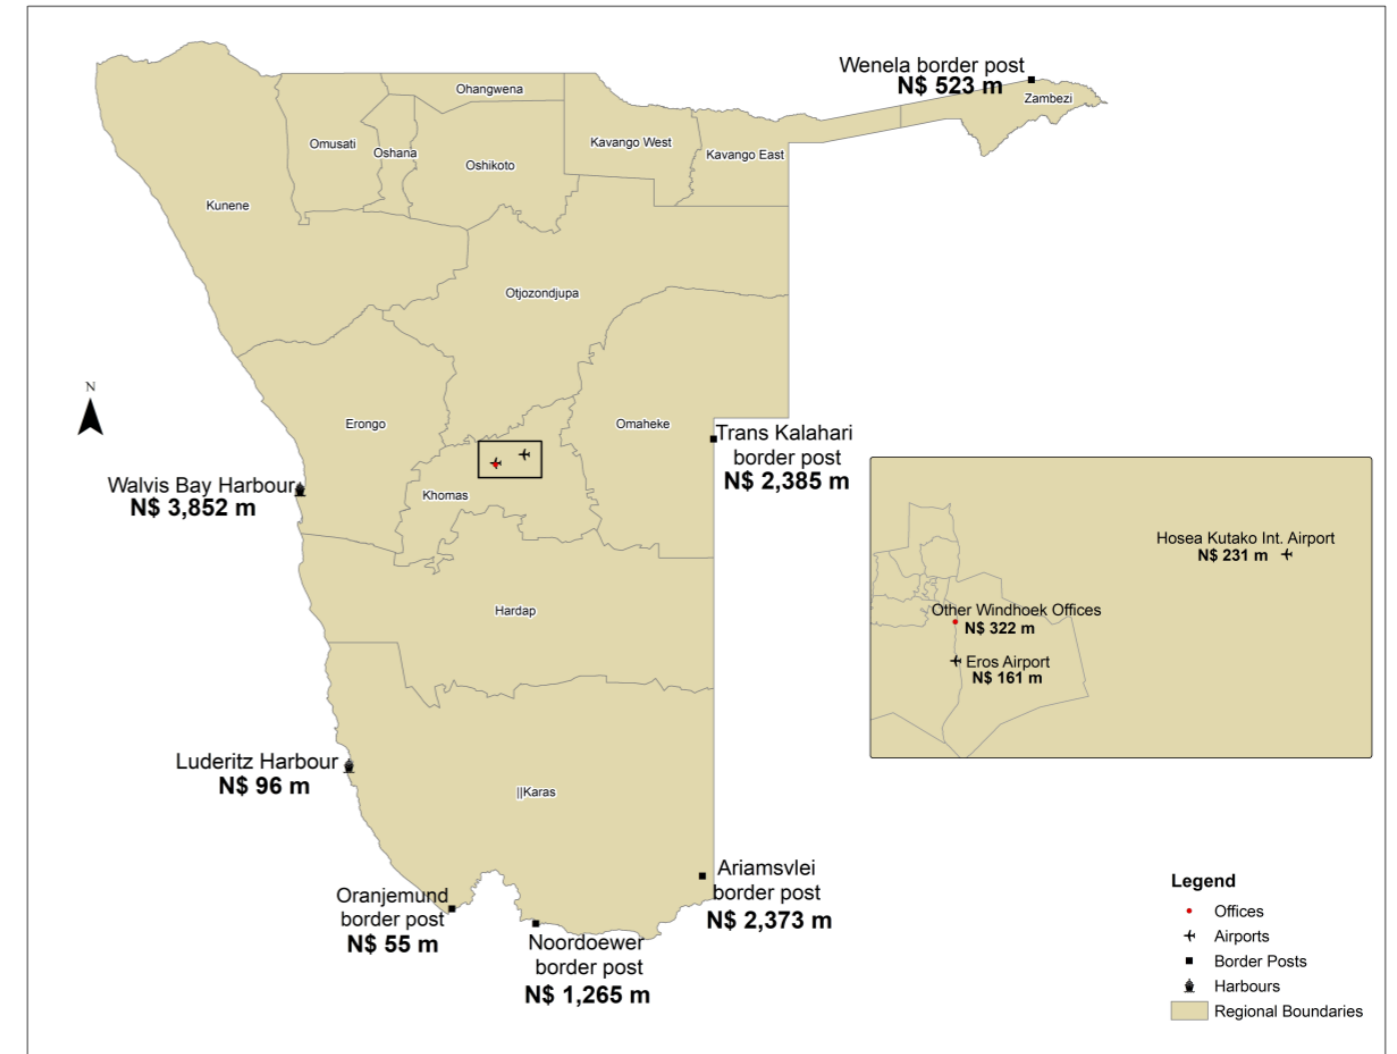 Wenela border post
N$ 523 m
Zambezi
Ohangwena
Omusati
Oshana
Oshikoto
Kavango West
Kavango East
Kunene
Otjozondjupa
N
Erongo
Omaheke
Trans Kalahari
border post
N$ 2,385 m
Walvis Bay Harbour
N$ 3,852 m
Khomas
Hosea Kutako Int. Airport
N$ 231 m
Other Windhoek Offices
N$ 322 m
Eros Airport
N$ 161 m
Hardap
Luderitz Harbour
N$ 96 m
||Karas
Ariamsvlei
border post
N$ 2,373 m
Oranjemund
border post
N$ 55 m
Noordoewer
border post
N$ 1,265 m
Legend
Offices
Airports
Border Posts
Harbours
Regional Boundaries